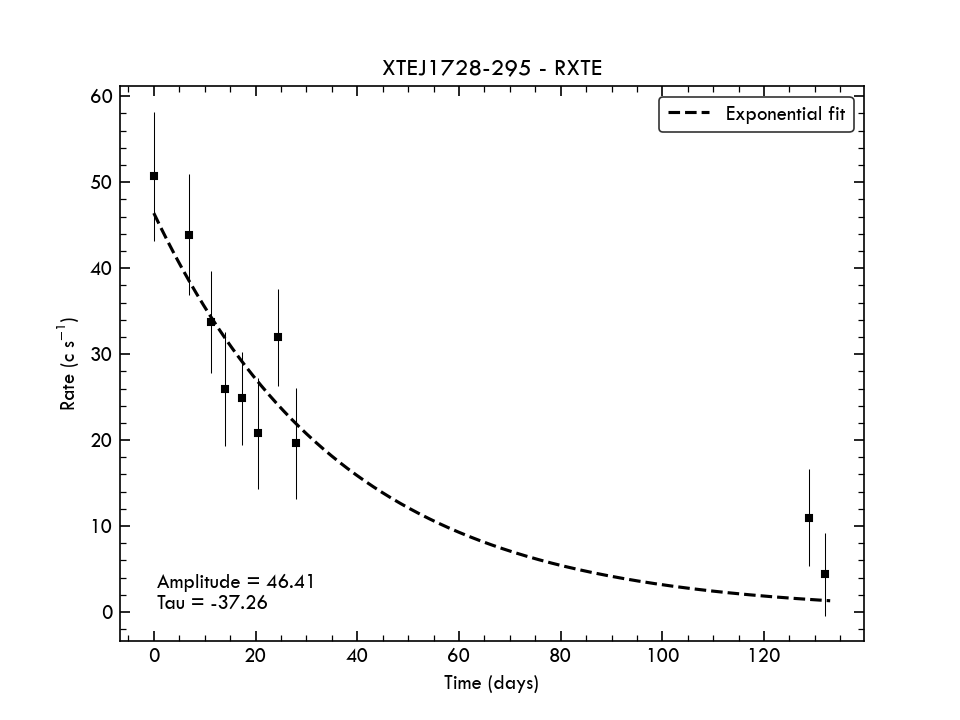 XTEJ1728-295 - RXTE
Exponential fit
60
50
40
30
20
10
0
Rate (c s⁻¹)
Amplitude = 46.41
Tau = -37.26
0 20 40 60 80 100 120
Time (days)